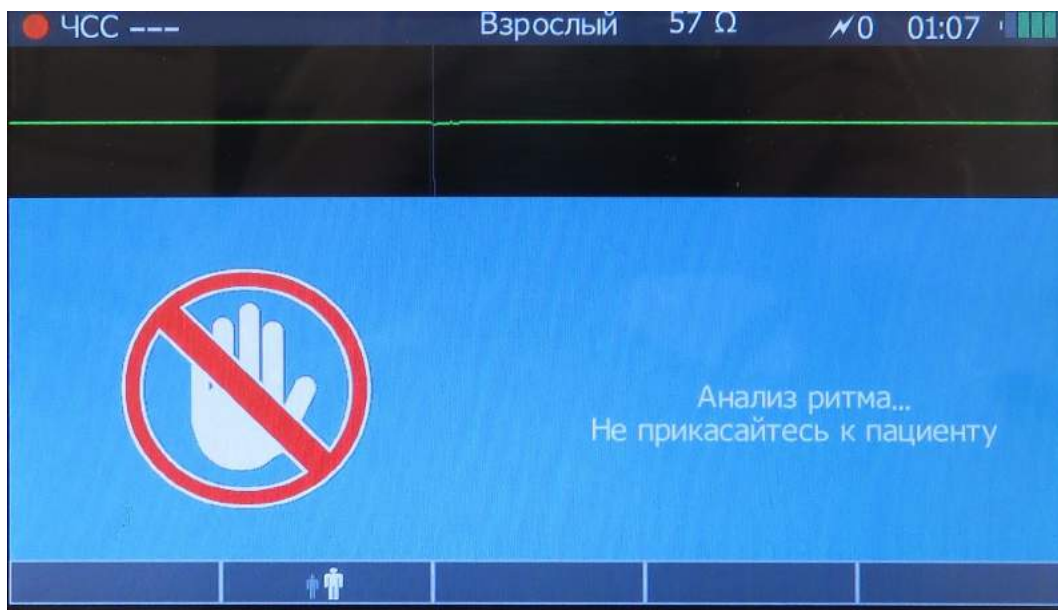 ЧСС ––– Взрослый 57 Ω 0 01:07
Анализ ритма...
Не прикасайтесь к пациенту